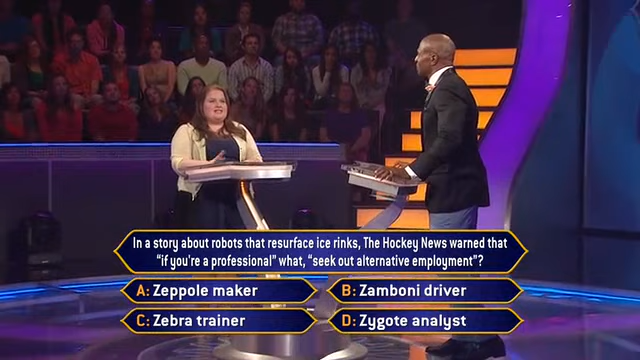 In a story about robots that resurface ice rinks, The Hockey News warned that
“if you're a professional” what, “seek out alternative employment”?
A: Zeppole maker
B: Zamboni driver
C: Zebra trainer
D: Zygote analyst